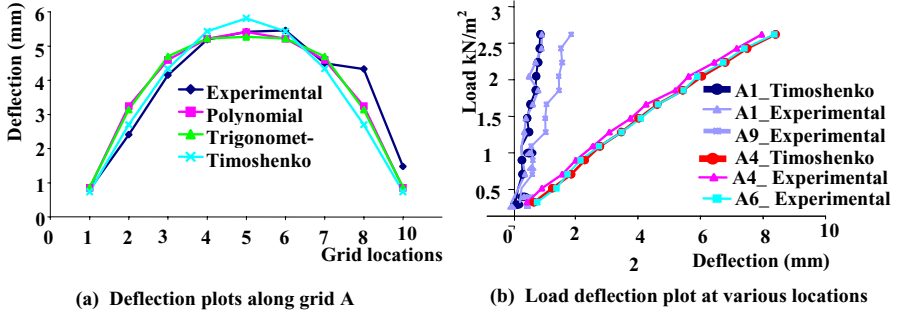 Deflection (mm)
6
5
4
3
2
1
0
Experimental
Polynomial
Trigonomet-
Timoshenko
1 2 3 4 5 6 7 8 10
Grid locations
(a) Deflection plots along grid A
Load kN/m2
2.5
2
1.5
1
0.5
A1_Timoshenko
A1_Experimental
A9_Experimental
A4_Timoshenko
A4_ Experimental
A6_ Experimental
0 2 4 6 8 10
2
Deflection (mm)
(b) Load deflection plot at various locations